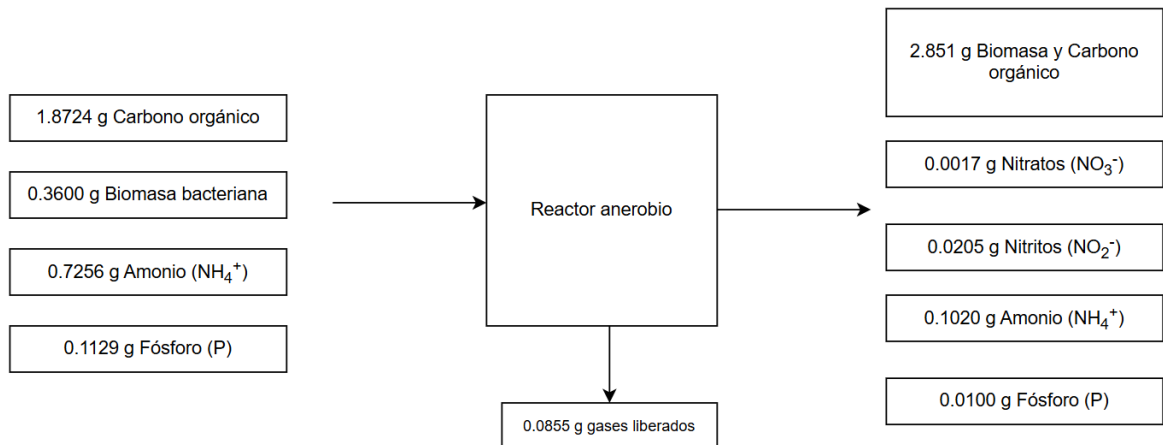 1.8724 g Carbono orgánico
0.3600 g Biomasa bacteriana
0.7256 g Amonio (NH₄⁺)
0.1129 g Fósforo (P)
Reactor anerobio
0.0855 g gases liberados
2.851 g Biomasa y Carbono
orgánico
0.0017 g Nitratos (NO₃⁻)
0.0205 g Nitritos (NO₂⁻)
0.1020 g Amonio (NH₄⁺)
0.0100 g Fósforo (P)